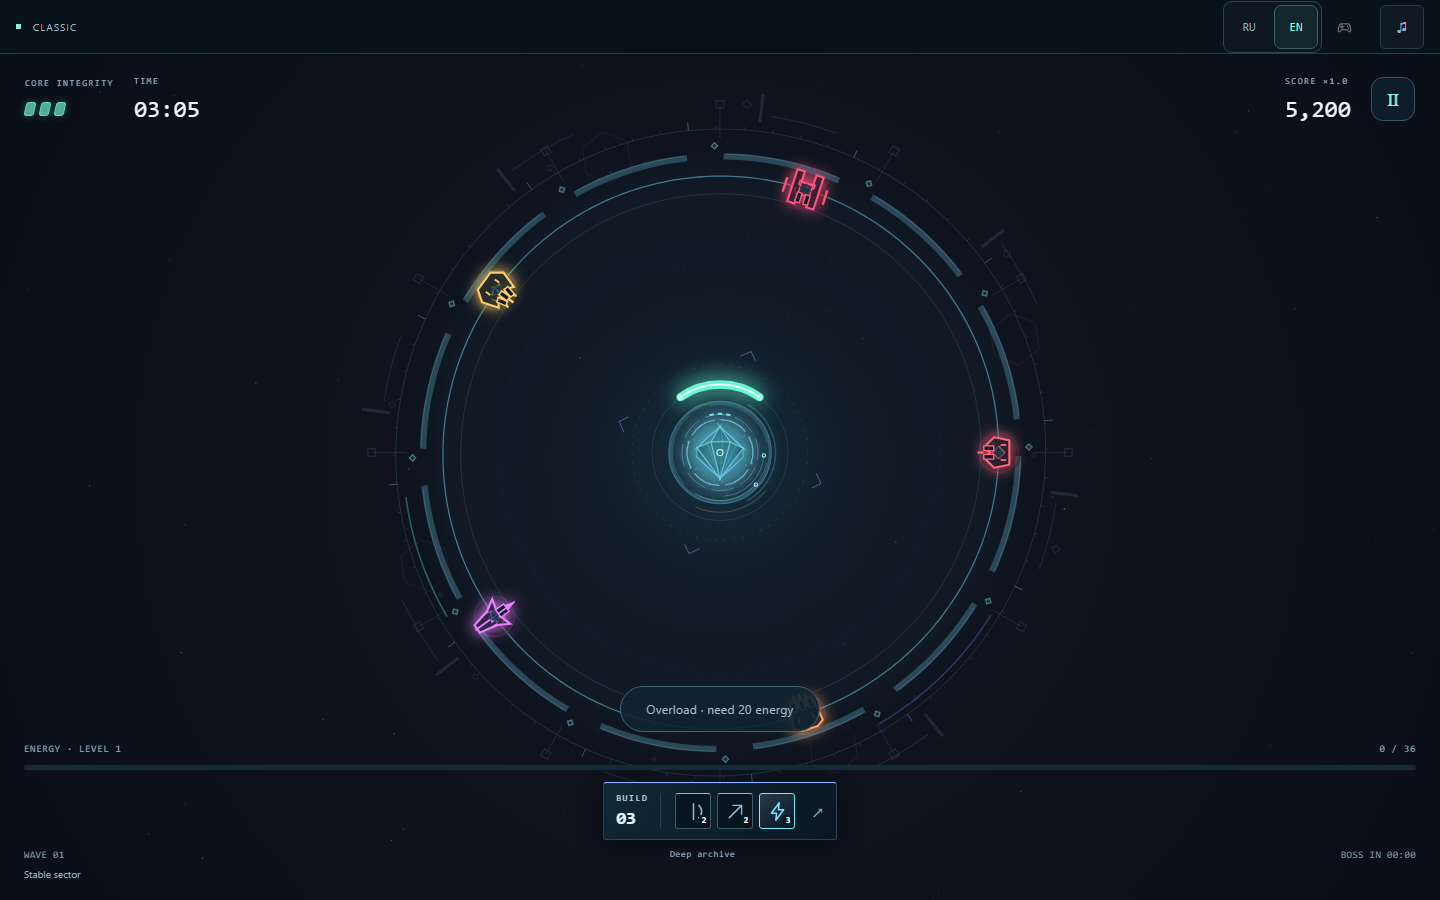 CLASSIC
RU
EN
CORE INTEGRITY
TIME
03:05
SCORE ×1.0
5,200
II
Overload · need 20 energy
ENERGY · LEVEL 1
0 / 36
BUILD
03
2
2
3
Deep archive
WAVE 01
Stable sector
BOSS IN 00:00